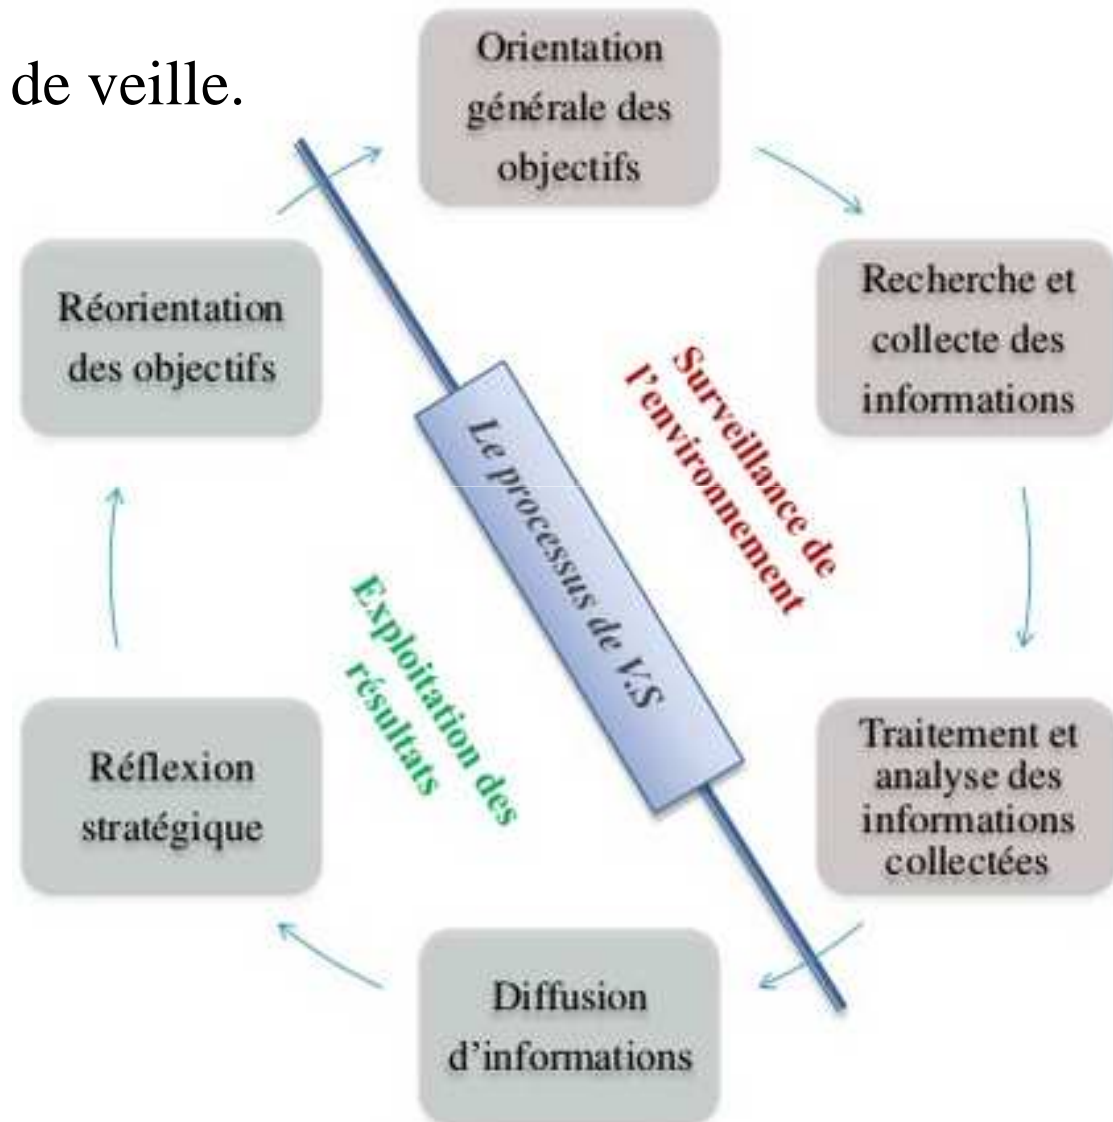 de veille.
Orientation
générale des
objectifs
Recherche et
collecte des
informations
Traitement et
analyse des
informations
collectées
Diffusion
d'informations
Réflexion
stratégique
Réorientation
des objectifs
Surveillance de
l'environnement
Le processus de V.S
Exploitation des
résultats